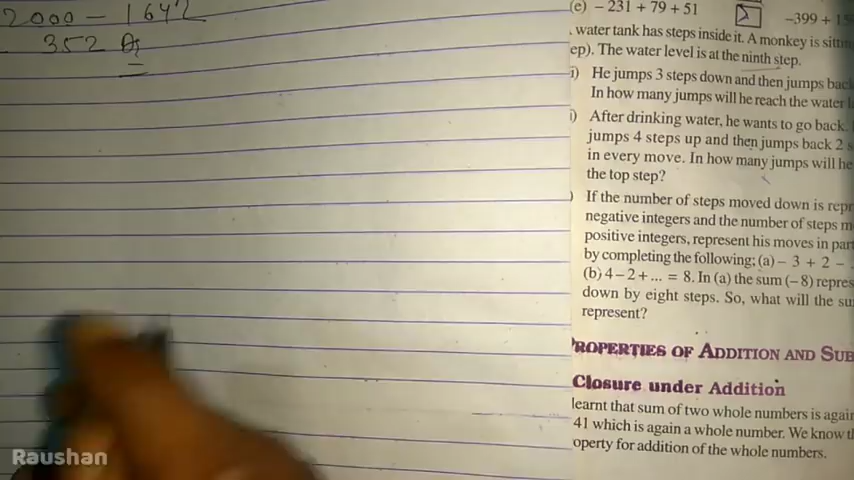 2000 - 1642
352 As
(e) - 231 + 79 + 51
-399 + 15
water tank has steps inside it. A monkey is sittin
ep). The water level is at the ninth step.
i) He jumps 3 steps down and then jumps bac
In how many jumps will he reach the water l
i) After drinking water, he wants to go back.
jumps 4 steps up and then jumps back 2 s
in every move. In how many jumps will he
the top step?
) If the number of steps moved down is repr
negative integers and the number of steps m
positive integers, represent his moves in part
by completing the following; (a) - 3 + 2 -
(b) 4 - 2 + ... = 8. In (a) the sum (- 8) repres
down by eight steps. So, what will the su
represent?
PROPERTIES OF ADDITION AND SUB
Closure under Addition
learnt that sum of two whole numbers is again
41 which is again a whole number. We know th
operty for addition of the whole numbers.
Raushan